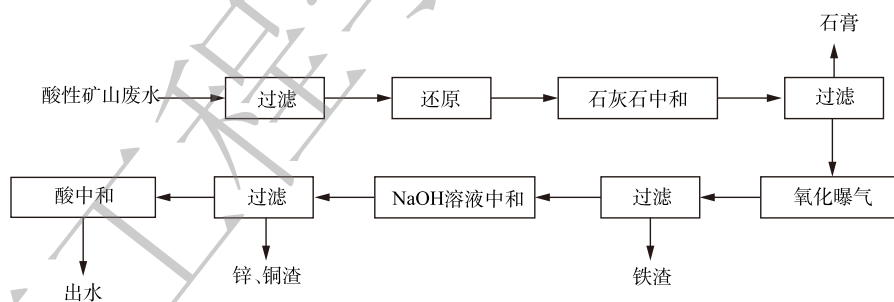 石膏
酸性矿山废水
过滤
还原
石灰石中和
过滤
酸中和
过滤
NaOH溶液中和
过滤
氧化曝气
锌、铜渣
铁渣
出水